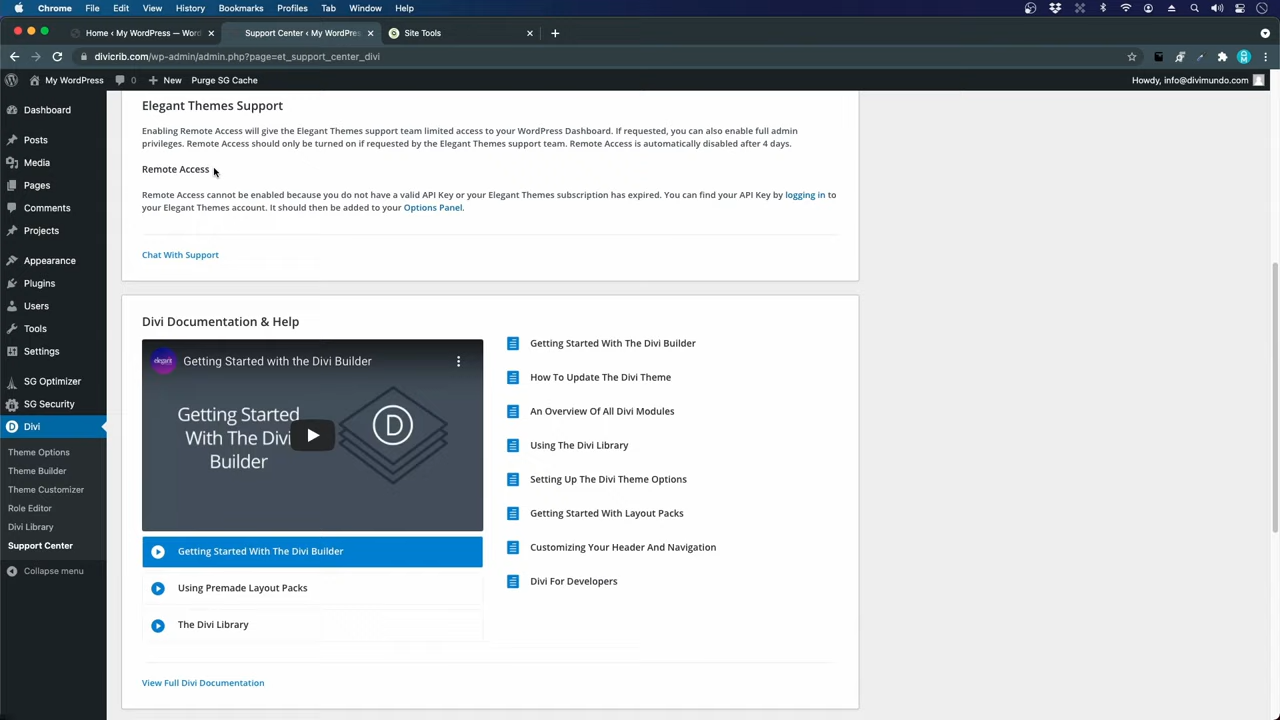 Chrome File Edit View History Bookmarks Profiles Tab Window Help
Home ‹ My WordPress — Word
Support Center ‹ My WordPres
Site Tools
divicrib.com/wp-admin/admin.php?page=et_support_center_divi
My WordPress 0 New Purge SG Cache
Howdy, info@divimundo.com
Dashboard
Posts
Media
Pages
Comments
Projects
Appearance
Plugins
Users
Tools
Settings
SG Optimizer
SG Security
Divi
Theme Options
Theme Builder
Theme Customizer
Role Editor
Divi Library
Support Center
Collapse menu
Elegant Themes Support
Enabling Remote Access will give the Elegant Themes support team limited access to your WordPress Dashboard. If requested, you can also enable full admin
privileges. Remote Access should only be turned on if requested by the Elegant Themes support team. Remote Access is automatically disabled after 4 days.
Remote Access
Remote Access cannot be enabled because you do not have a valid API Key or your Elegant Themes subscription has expired. You can find your API Key by logging in to
your Elegant Themes account. It should then be added to your Options Panel.
Chat With Support
Divi Documentation & Help
elegant
Getting Started with the Divi Builder
Getting Started
With The Divi
Builder
D
Getting Started With The Divi Builder
Using Premade Layout Packs
The Divi Library
Getting Started With The Divi Builder
How To Update The Divi Theme
An Overview Of All Divi Modules
Using The Divi Library
Setting Up The Divi Theme Options
Getting Started With Layout Packs
Customizing Your Header And Navigation
Divi For Developers
View Full Divi Documentation